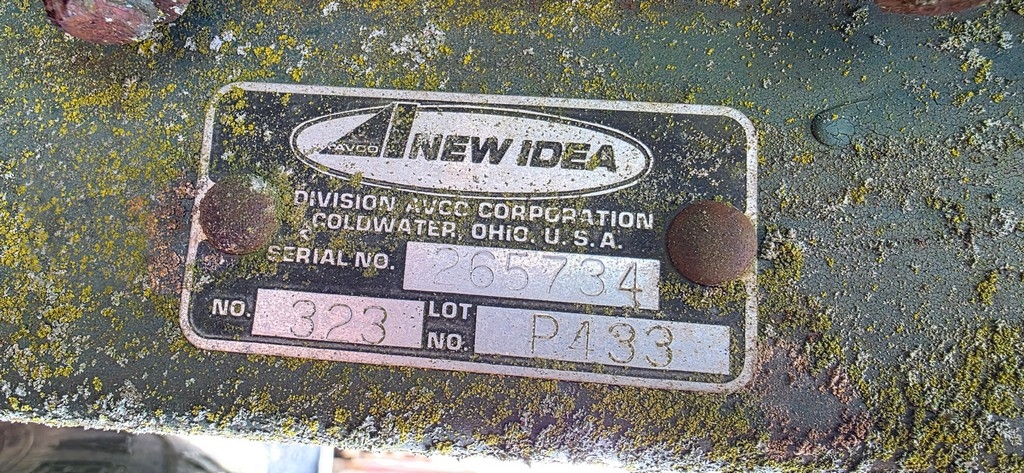 AVCO NEW IDEA
DIVISION AVCO CORPORATION
COLDWATER, OHIO, U.S.A.
SERIAL NO. 265734
NO. 323 LOT NO. P433